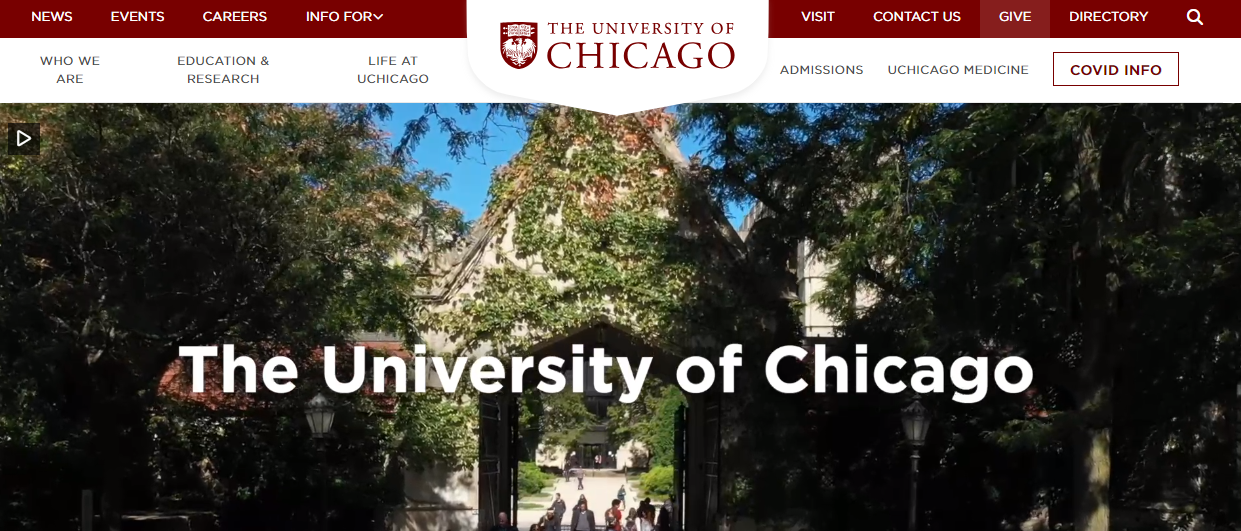 NEWS EVENTS CAREERS INFO FOR
THE UNIVERSITY OF
CHICAGO
VISIT CONTACT US GIVE DIRECTORY
WHO WE
ARE
EDUCATION &
RESEARCH
LIFE AT
UCHICAGO
ADMISSIONS UCHICAGO MEDICINE COVID INFO
The University of Chicago